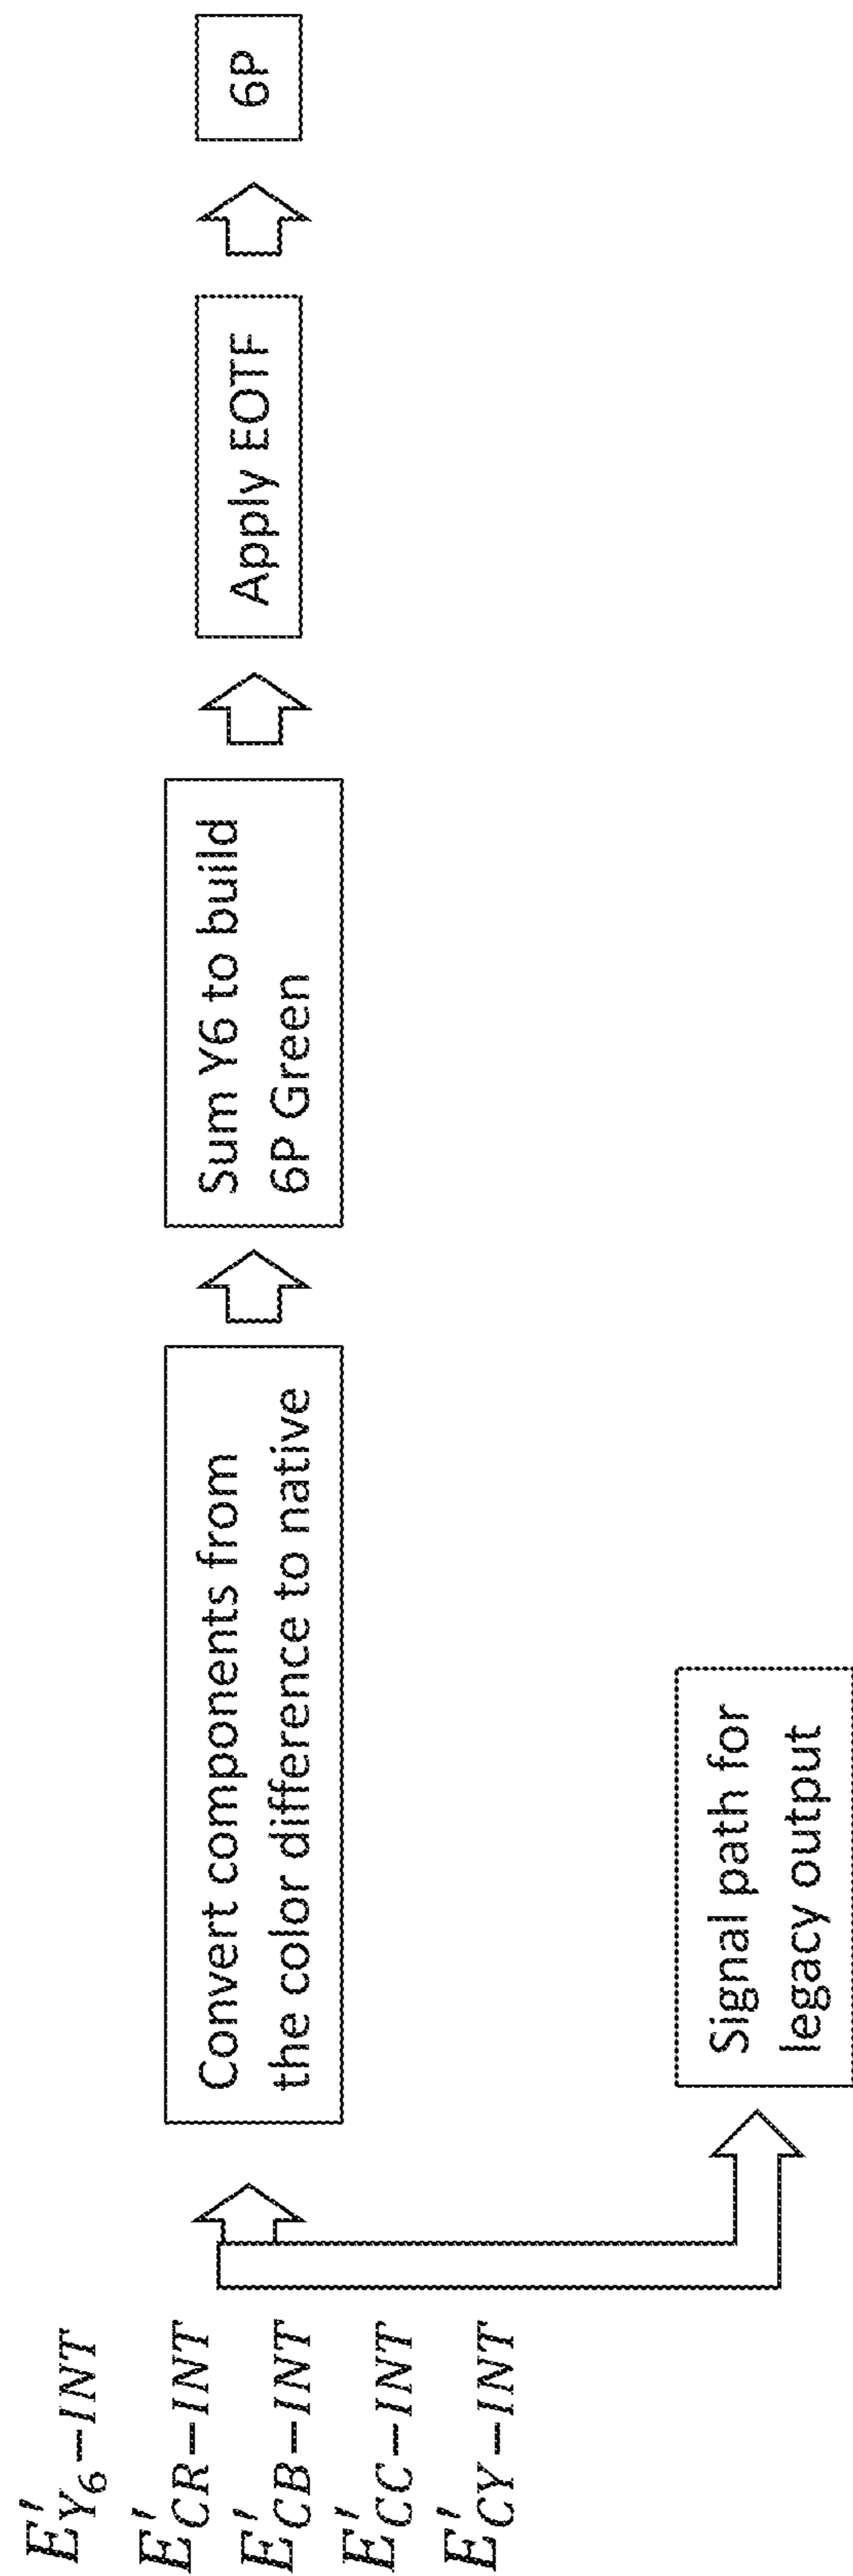 E'_{Y_6-INT}
E'_{CR-INT}
E'_{CB-INT}
E'_{CC-INT}
E'_{CY-INT}
Convert components from
the color difference to native
Sum Y6 to build
6P Green
Apply EOTF
6P
Signal path for
legacy output